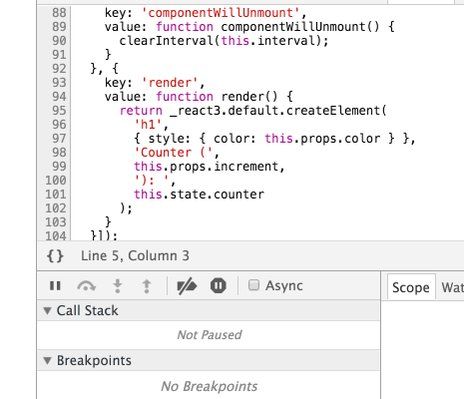 88 key: 'componentWillUnmount',
89 value: function componentWillUnmount() {
90 clearInterval(this.interval);
91 }
92 }, {
93 key: 'render',
94 value: function render() {
95 return _react3.default.createElement(
96 'h1',
97 { style: { color: this.props.color } },
98 'Counter (',
99 this.props.increment,
100 '): ',
101 this.state.counter
102 );
103 }
104 }]);
{} Line 5, Column 3
Async
Scope Wat
▼ Call Stack
Not Paused
▼ Breakpoints
No Breakpoints